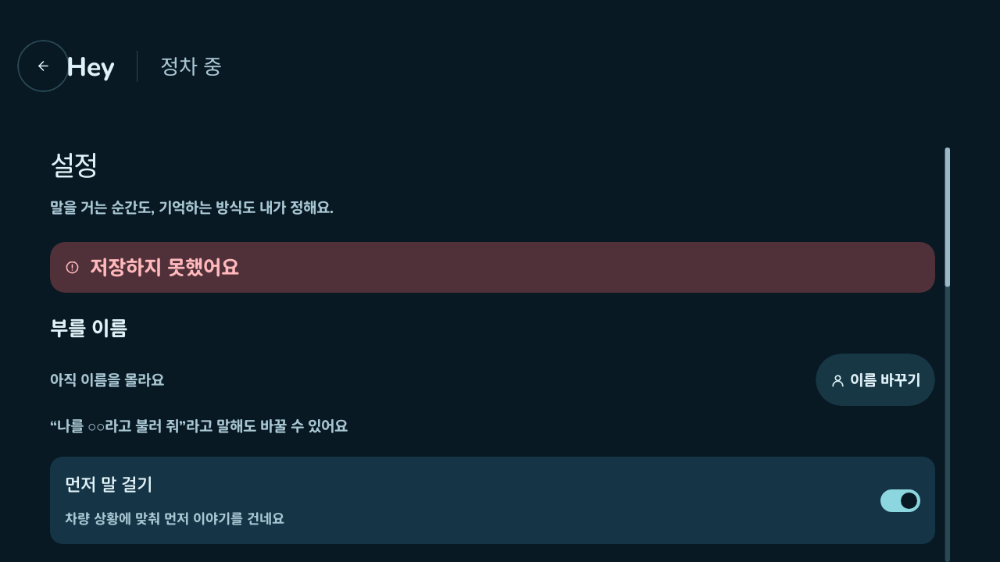 Hey
정차 중
설정
말을 거는 순간도, 기억하는 방식도 내가 정해요.
저장하지 못했어요
부를 이름
아직 이름을 몰라요
이름 바꾸기
“나를 ○○라고 불러 줘”라고 말해도 바꿀 수 있어요
먼저 말 걸기
차량 상황에 맞춰 먼저 이야기를 건네요